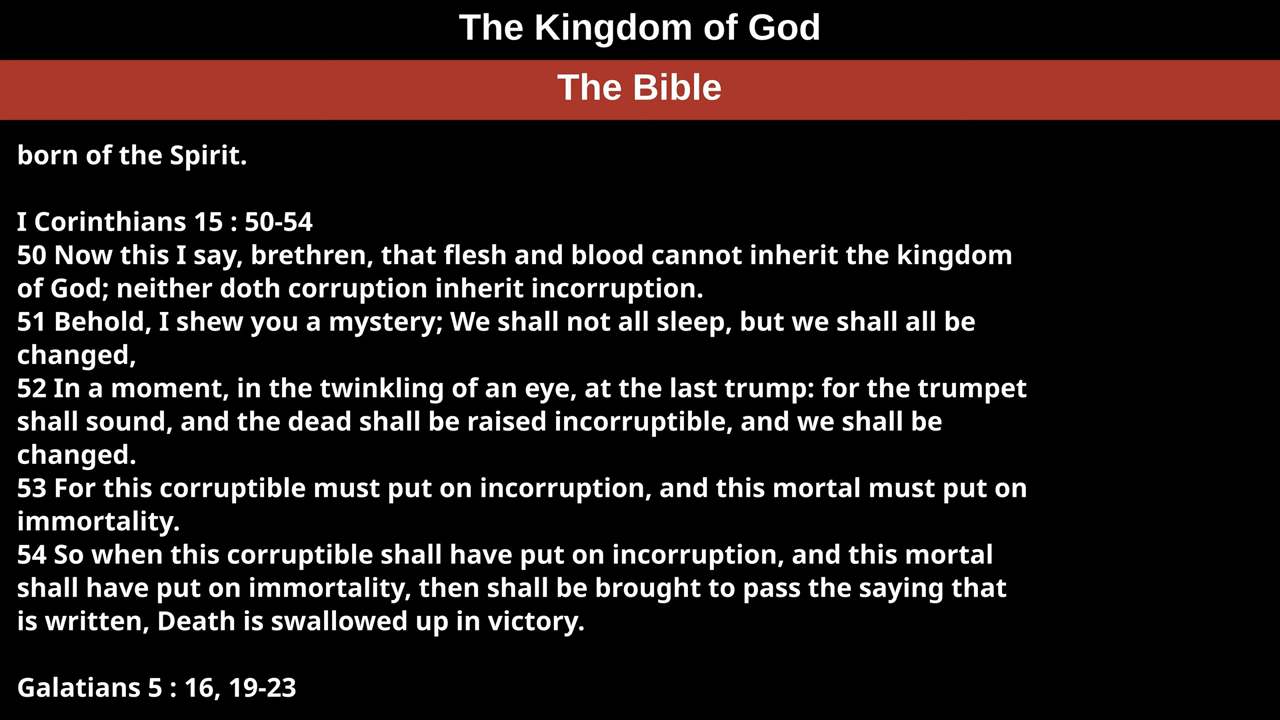 The Kingdom of God
The Bible
born of the Spirit.
I Corinthians 15 : 50-54
50 Now this I say, brethren, that flesh and blood cannot inherit the kingdom
of God; neither doth corruption inherit incorruption.
51 Behold, I shew you a mystery; We shall not all sleep, but we shall all be
changed,
52 In a moment, in the twinkling of an eye, at the last trump: for the trumpet
shall sound, and the dead shall be raised incorruptible, and we shall be
changed.
53 For this corruptible must put on incorruption, and this mortal must put on
immortality.
54 So when this corruptible shall have put on incorruption, and this mortal
shall have put on immortality, then shall be brought to pass the saying that
is written, Death is swallowed up in victory.
Galatians 5 : 16, 19-23